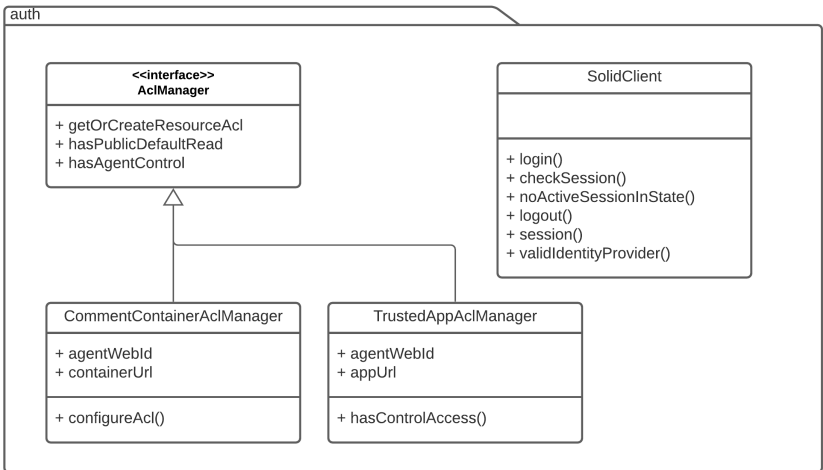 auth
<<interface>>
AclManager
+ getOrCreateResourceAcl
+ hasPublicDefaultRead
+ hasAgentControl
SolidClient
+ login()
+ checkSession()
+ noActiveSessionInState()
+ logout()
+ session()
+ validIdentityProvider()
CommentContainerAclManager
+ agentWebId
+ containerUrl
+ configureAcl()
TrustedAppAclManager
+ agentWebId
+ appUrl
+ hasControlAccess()